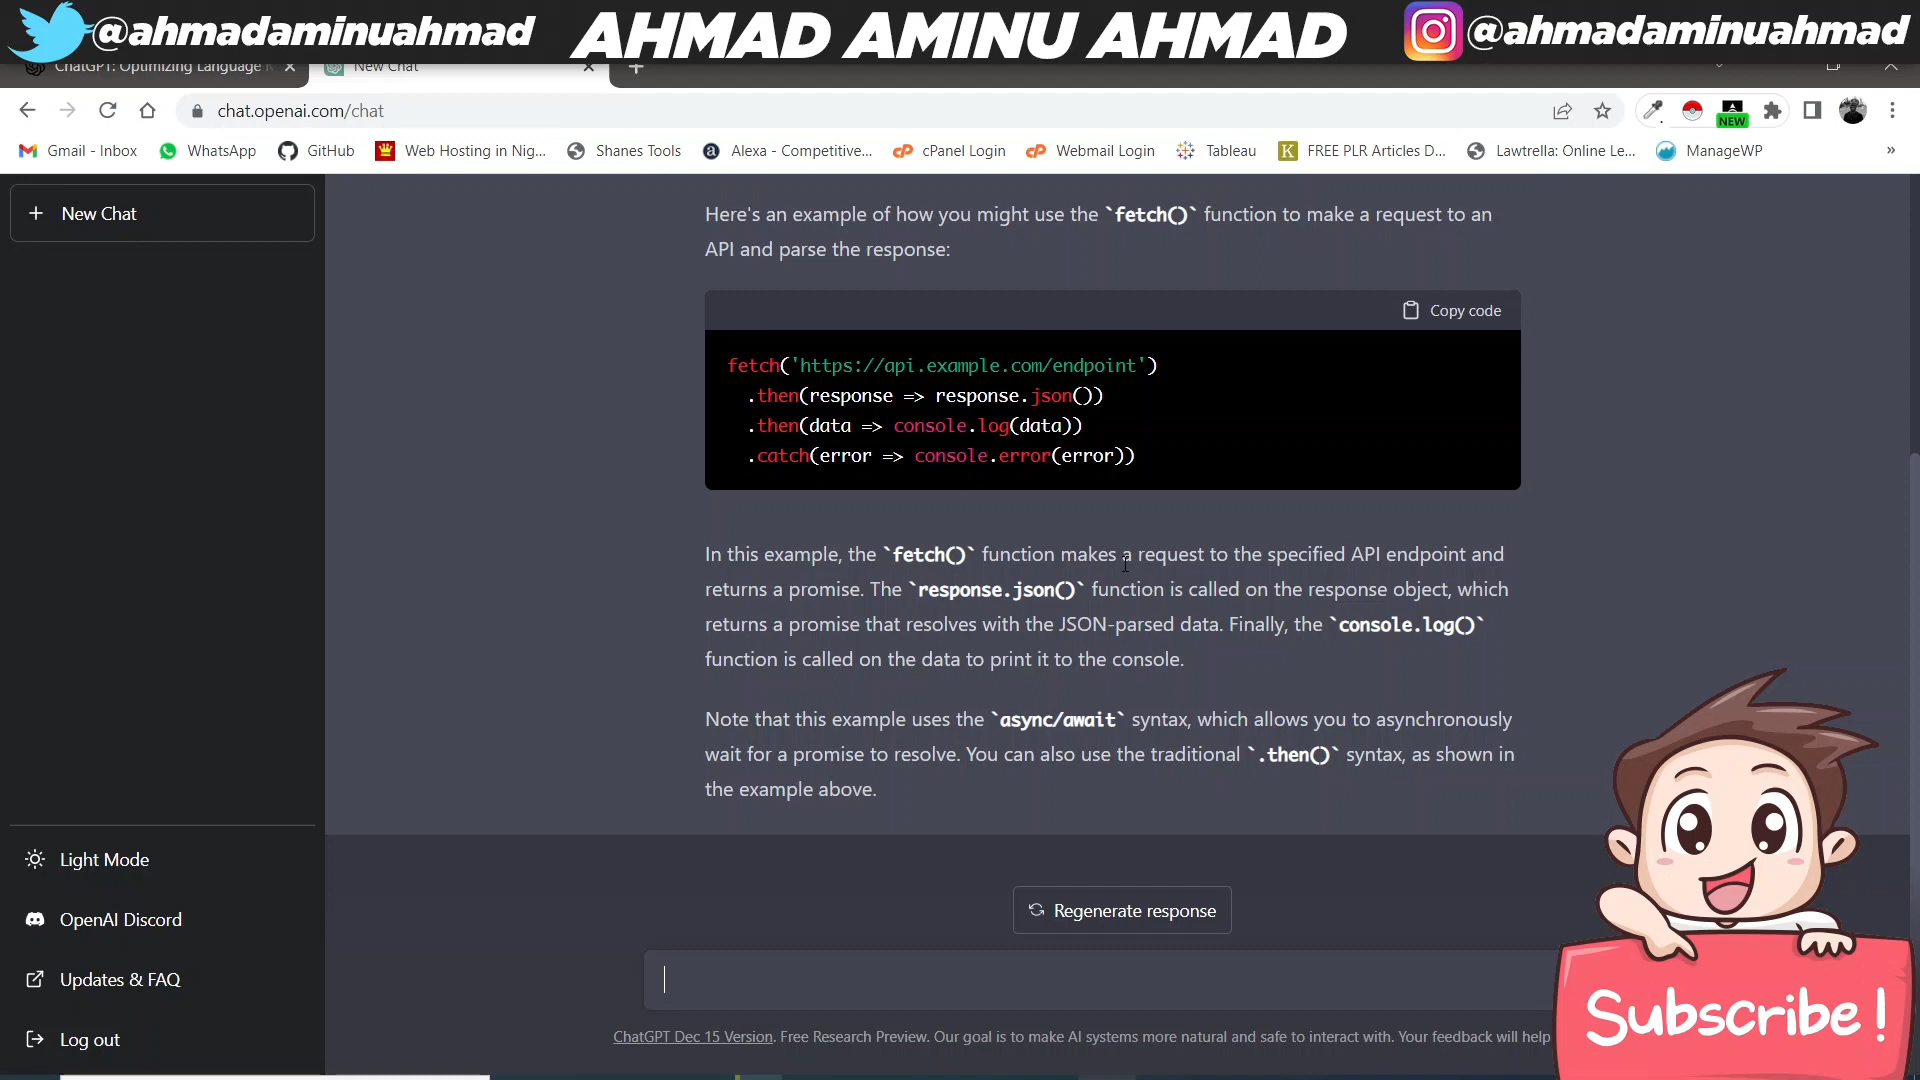 @ahmadaminuahmad AHMAD AMINU AHMAD @ahmadaminuahmad
ChatGPT: Optimizing Language New Chat
chat.openai.com/chat
NEW
Gmail - Inbox WhatsApp GitHub Web Hosting in Nig... Shanes Tools Alexa - Competitive... cPanel Login Webmail Login Tableau FREE PLR Articles D... Lawtrella: Online Le... ManageWP »
+ New Chat
Here's an example of how you might use the `fetch()` function to make a request to an
API and parse the response:
Copy code
fetch('https://api.example.com/endpoint')
.then(response => response.json())
.then(data => console.log(data))
.catch(error => console.error(error))
In this example, the `fetch()` function makes a request to the specified API endpoint and
returns a promise. The `response.json()` function is called on the response object, which
returns a promise that resolves with the JSON-parsed data. Finally, the `console.log()`
function is called on the data to print it to the console.
Note that this example uses the `async/await` syntax, which allows you to asynchronously
wait for a promise to resolve. You can also use the traditional `.then()` syntax, as shown in
the example above.
Light Mode
OpenAI Discord
Updates & FAQ
Log out
Regenerate response
ChatGPT Dec 15 Version. Free Research Preview. Our goal is to make AI systems more natural and safe to interact with. Your feedback will help
Subscribe!